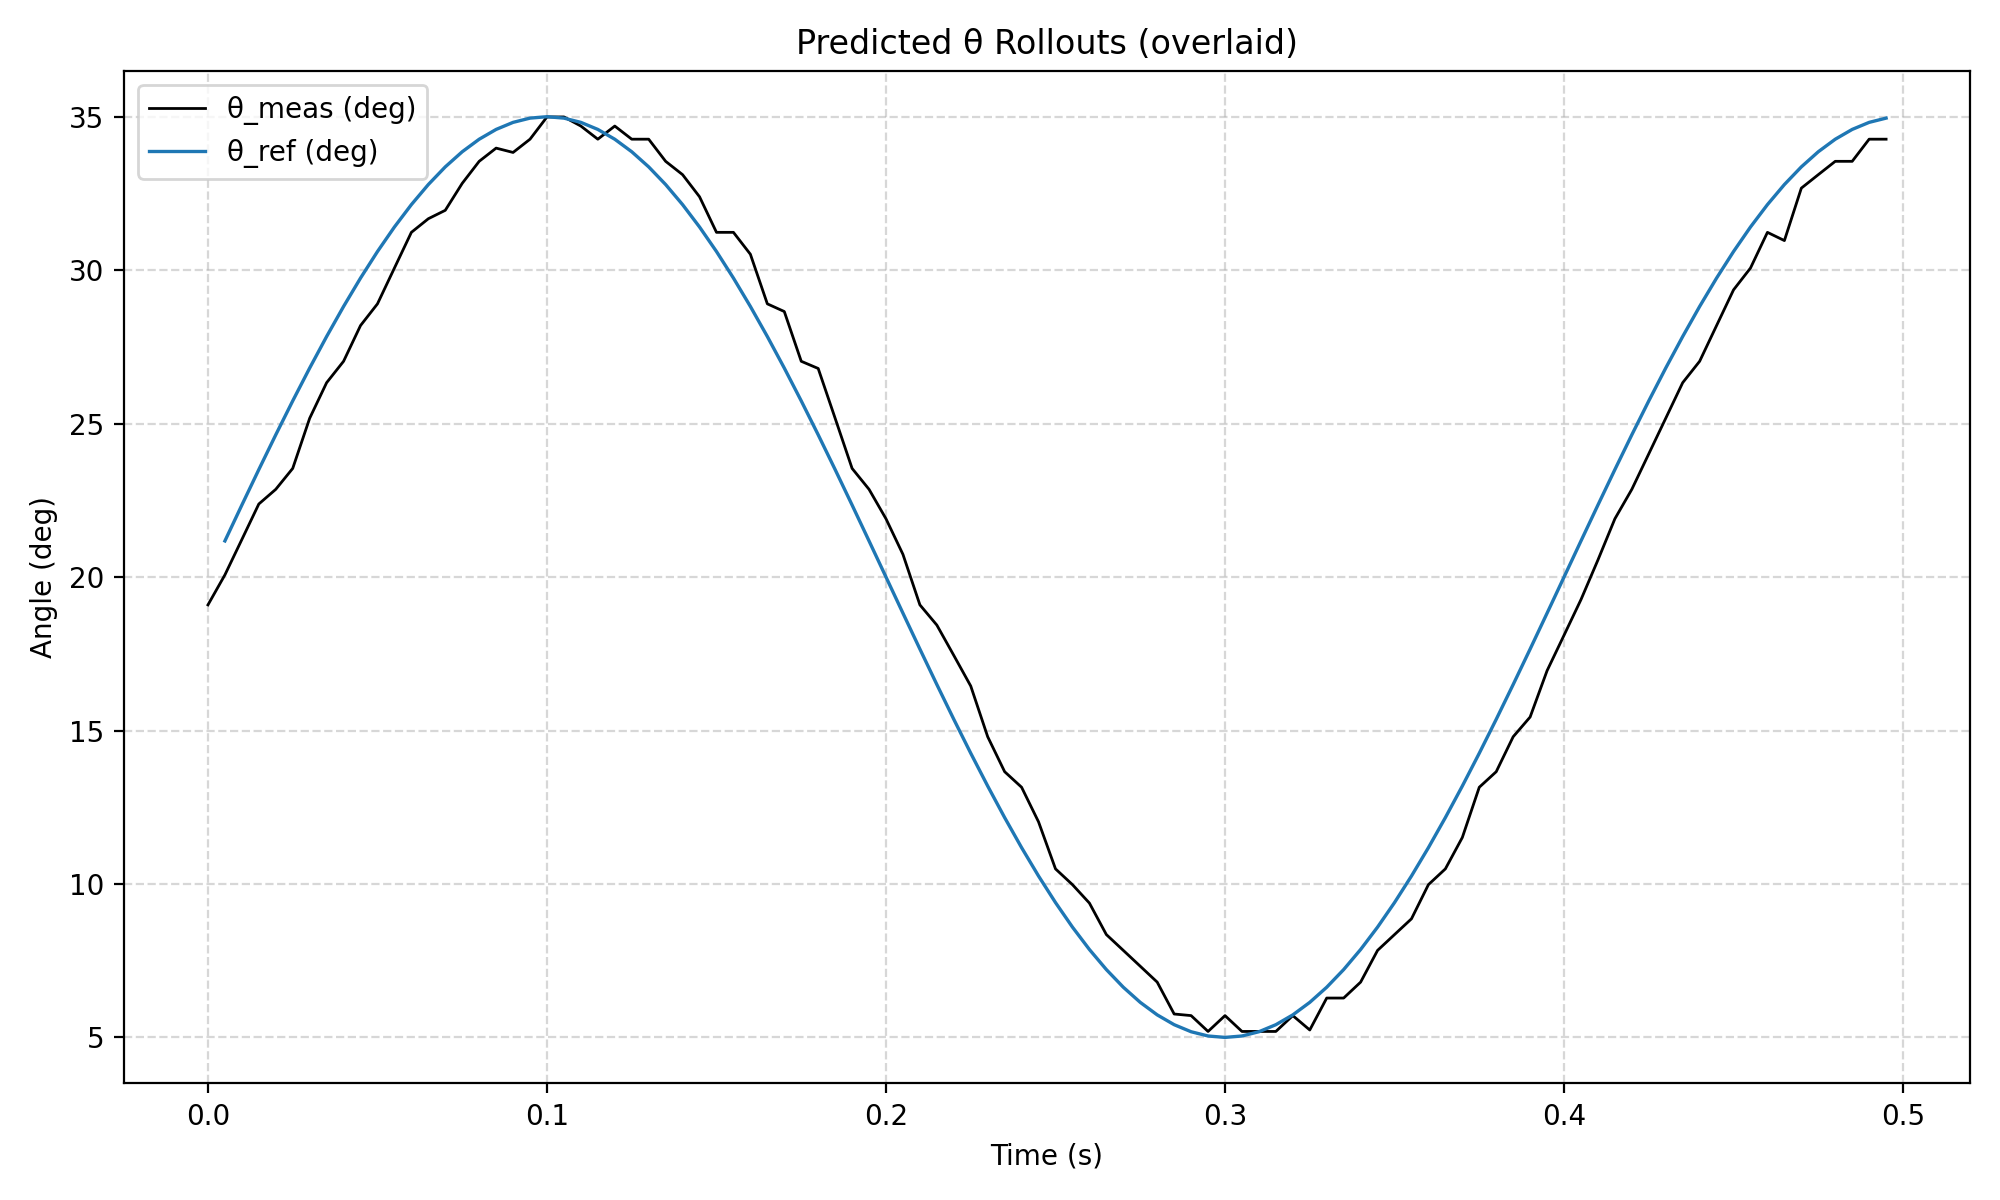 Predicted θ Rollouts (overlaid)
θ_meas (deg)
θ_ref (deg)
Angle (deg)
35
30
25
20
15
10
5
0.0 0.1 0.2 0.3 0.4 0.5
Time (s)